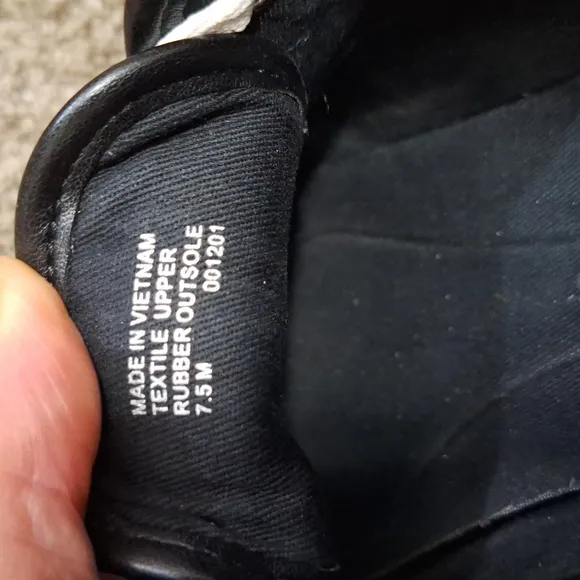 MADE IN VIETNAM
TEXTILE UPPER
RUBBER OUTSOLE
7.5 M 001201